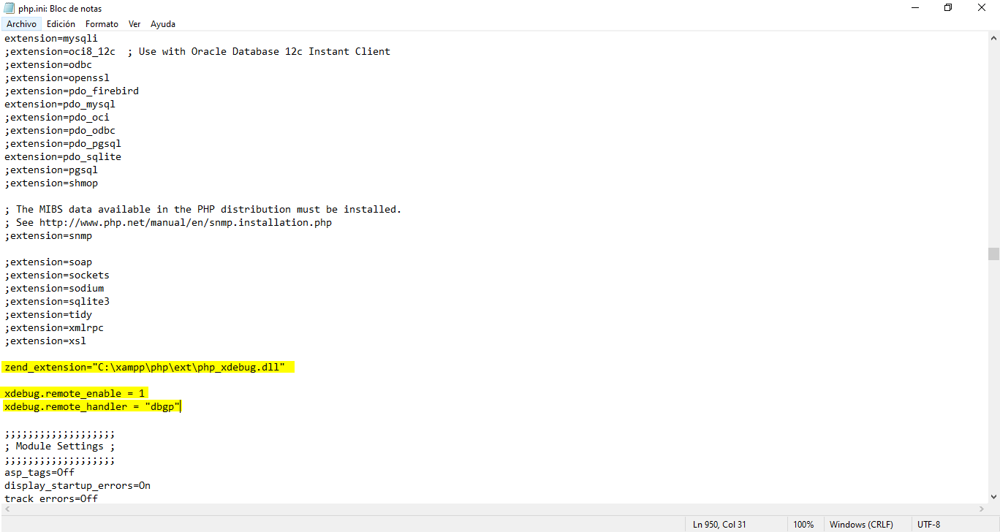 php.ini: Bloc de notas
Archivo Edición Formato Ver Ayuda
extension=mysqli
;extension=oci8_12c  ; Use with Oracle Database 12c Instant Client
;extension=odbc
;extension=openssl
;extension=pdo_firebird
extension=pdo_mysql
;extension=pdo_oci
;extension=pdo_odbc
;extension=pdo_pgsql
extension=pdo_sqlite
;extension=pgsql
;extension=shmop
; The MIBS data available in the PHP distribution must be installed.
; See http://www.php.net/manual/en/snmp.installation.php
;extension=snmp
;extension=soap
;extension=sockets
;extension=sodium
;extension=sqlite3
;extension=tidy
;extension=xmlrpc
;extension=xsl
zend_extension="C:\xampp\php\ext\php_xdebug.dll"
xdebug.remote_enable = 1
xdebug.remote_handler = "dbgp"
;;;;;;;;;;;;;;;;;;;
; Module Settings ;
;;;;;;;;;;;;;;;;;;;
asp_tags=Off
display_startup_errors=On
track_errors=Off
Ln 950, Col 31 100% Windows (CRLF) UTF-8